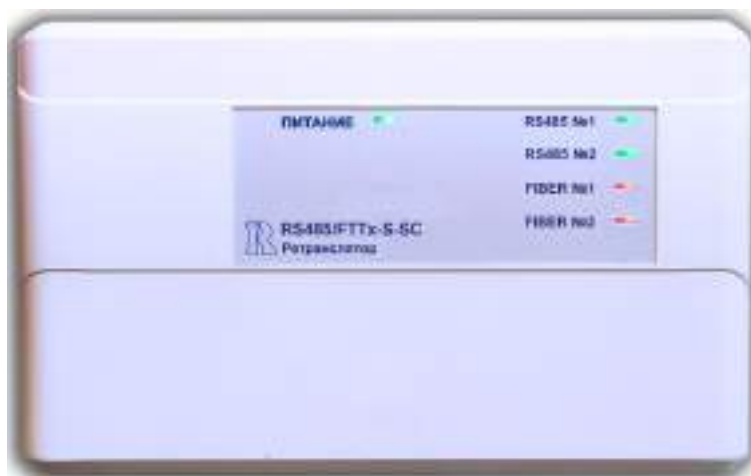 ПИТАНИЕ
RS485 №1
RS485 №2
FIBER №1
FIBER №2
RS485/FTTx-S-SC
Ретранслятор